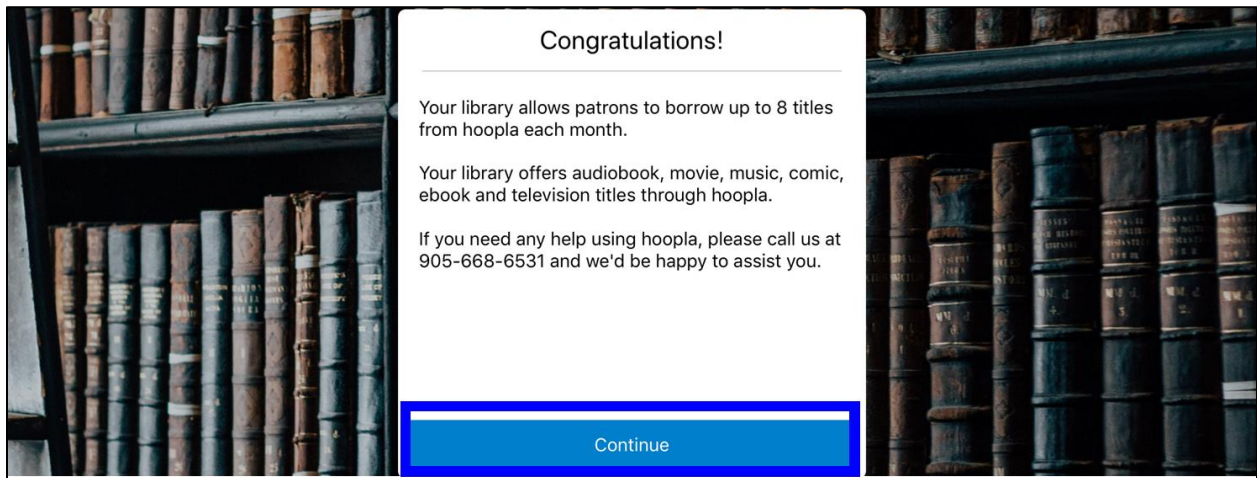 Congratulations!
Your library allows patrons to borrow up to 8 titles
from hoopla each month.
Your library offers audiobook, movie, music, comic,
ebook and television titles through hoopla.
If you need any help using hoopla, please call us at
905-668-6531 and we'd be happy to assist you.
Continue